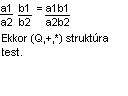 a1 b1 = a1b1
a2 b2 a2b2
Ekkor (Q,+,*) struktúra
test.